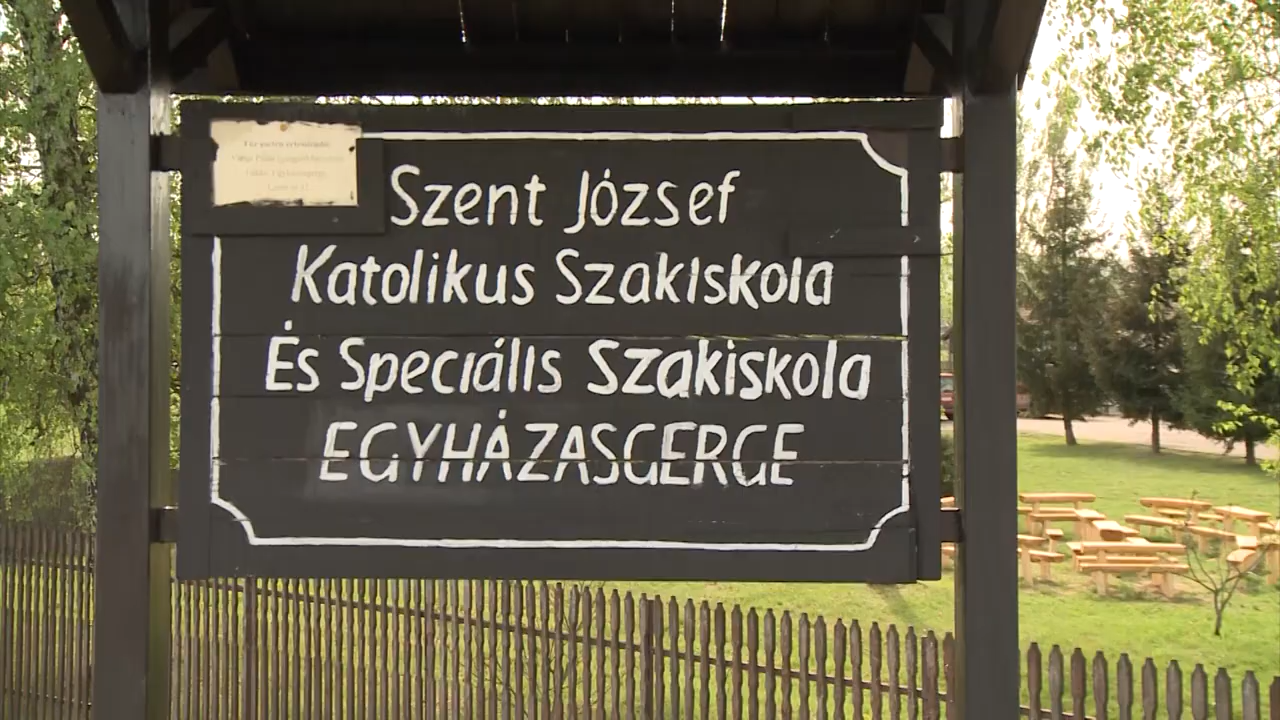 Szent József
Katolikus Szakiskola
És Speciális Szakiskola
EGYHÁZASGERGE